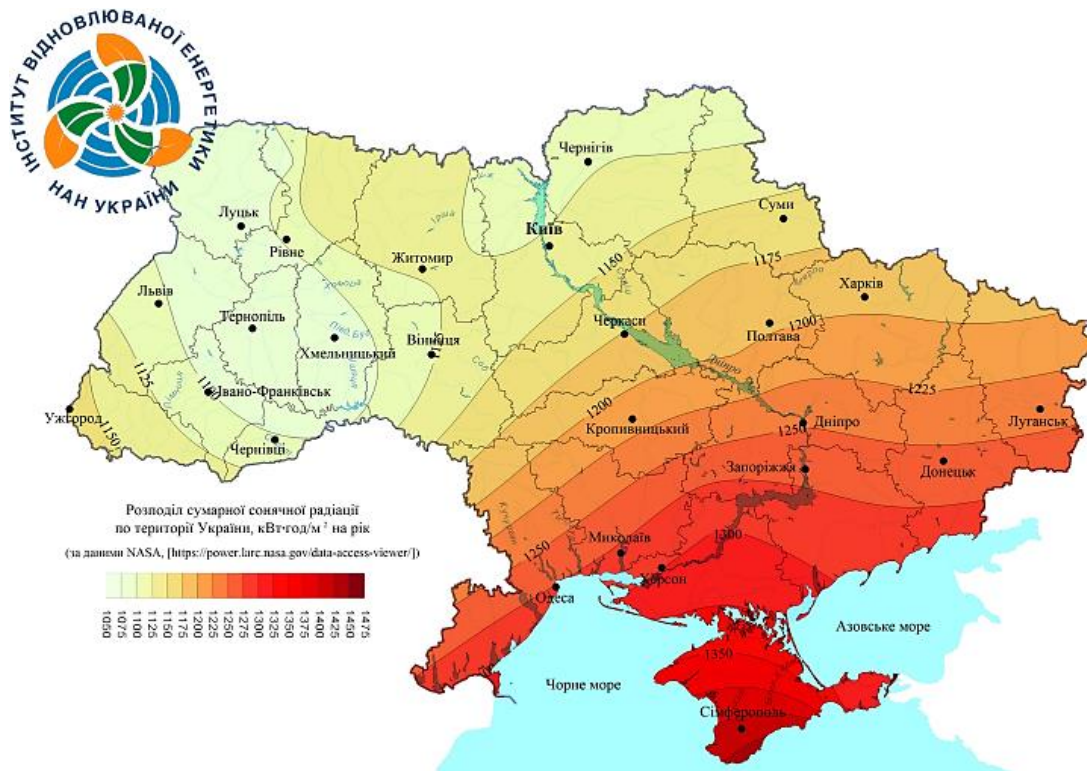 ІНСТИТУТ ВІДНОВЛЮВАНОЇ ЕНЕРГЕТИКИ
НАН УКРАЇНИ
Чернігів
Луцьк
Рівне
Київ
Суми
Житомир
1150
1175
Львів
Харків
Тернопіль
Хмельницький
Вінниця
Черкаси
Полтава
1200
Дніпро
1125
Івано-Франківськ
1225
Ужгород
1150
Чернівці
1200
Кропивницький
1250
Дніпро
Луганськ
Запоріжжя
Донецьк
Розподіл сумарної сонячної радіації
по території України, кВт·год/м ² на рік
(за даними NASA, [https://power.larc.nasa.gov/data-access-viewer/])
1250
Миколаїв
1300
Херсон
Одеса
1050
1075
1100
1125
1150
1175
1200
1225
1250
1275
1300
1325
1350
1375
1400
1425
1450
1475
Азовське море
1350
Чорне море
Сімферополь